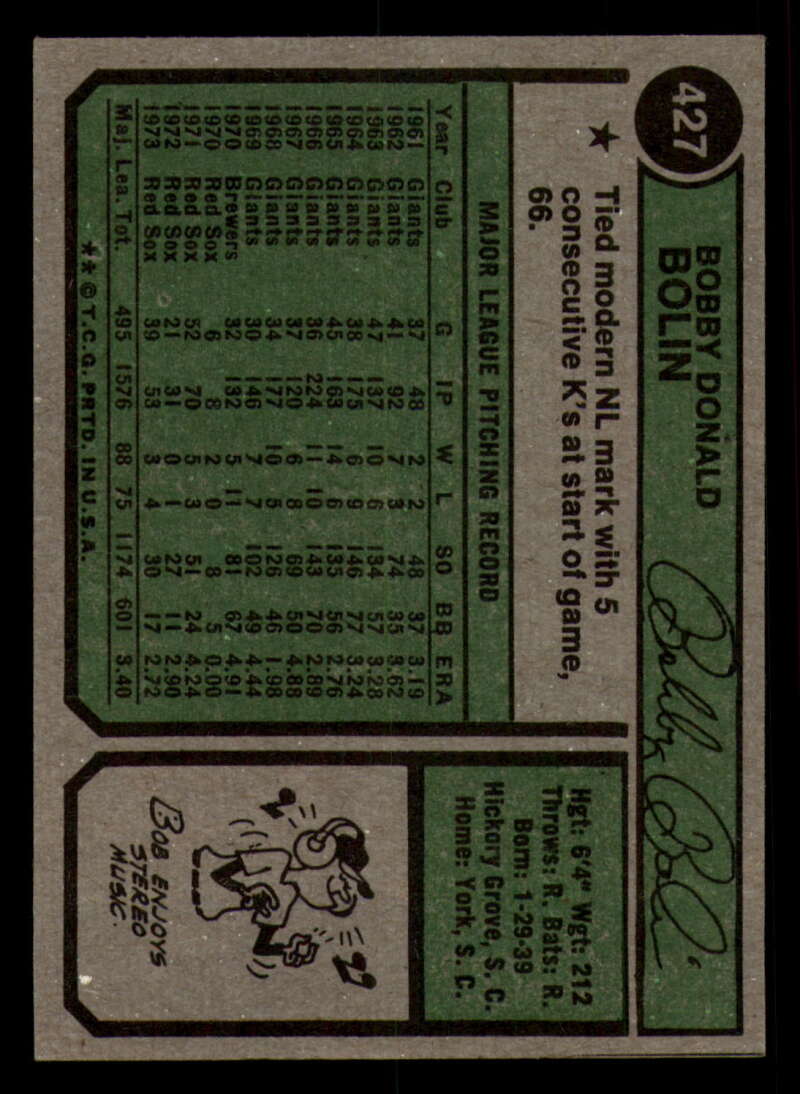 427
BOBBY DONALD
BOLIN
Bobby Bolin
★ Tied modern NL mark with 5
consecutive K's at start of game,
66.
MAJOR LEAGUE PITCHING RECORD
Year Club G IP W L SO BB ERA
1961 Giants 37 48 2 2 48 37 3.19
1962 Giants 41 92 7 3 74 35 3.62
1963 Giants 47 137 10 6 134 57 3.28
1964 Giants 38 175 6 9 146 77 3.24
1965 Giants 45 163 14 6 135 56 2.76
1966 Giants 36 224 11 10 143 70 2.89
1967 Giants 37 120 6 8 69 50 4.88
1968 Giants 34 177 10 5 126 46 1.98
1969 Giants 30 146 7 7 102 49 4.44
1970 Brewers 32 132 5 11 81 67 4.91
1970 Red Sox 6 8 2 0 8 5 0.00
1971 Red Sox 52 70 5 3 51 24 4.24
1972 Red Sox 21 31 0 1 27 11 2.90
1973 Red Sox 39 53 3 4 30 17 2.72
Maj. Lea. Tot. 495 1576 88 75 1174 601 3.40
**©T.C.G. PRTD. IN U.S.A.
Hgt: 6'4" Wgt: 212
Throws: R. Bats: R.
Born: 1-29-39
Hickory Grove, S. C.
Home: York, S. C.
BOB ENJOYS
STEREO
MUSIC.